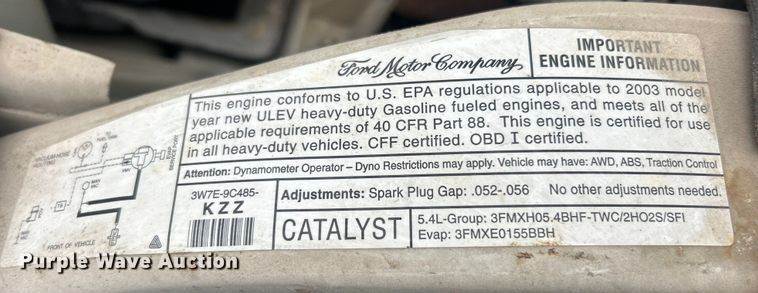 Ford Motor Company
IMPORTANT
ENGINE INFORMATION
This engine conforms to U.S. EPA regulations applicable to 2003 model
year new ULEV heavy-duty Gasoline fueled engines, and meets all of the
applicable requirements of 40 CFR Part 88. This engine is certified for use
in all heavy-duty vehicles. CFF certified. OBD I certified.
Attention: Dynamometer Operator – Dyno Restrictions may apply. Vehicle may have: AWD, ABS, Traction Control
3W7E-9C485-
KZZ
Adjustments: Spark Plug Gap: .052-.056 No other adjustments needed.
CATALYST
5.4L-Group: 3FMXH05.4BHF-TWC/2HO2S/SFI
Evap: 3FMXE0155BBH
VACUUM HOSE
ROUTING
SERVICE PORT
FRONT OF VEHICLE
Purple Wave Auction